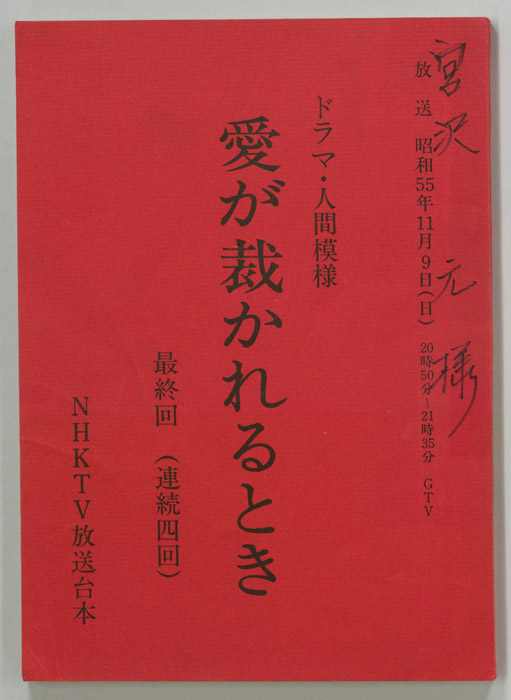 宮沢元様
放送 昭和55年11月9日(日) 20時50分~21時35分 GTV
ドラマ・人間模様
愛が裁かれるとき
最終回 (連続四回)
NHKTV放送台本